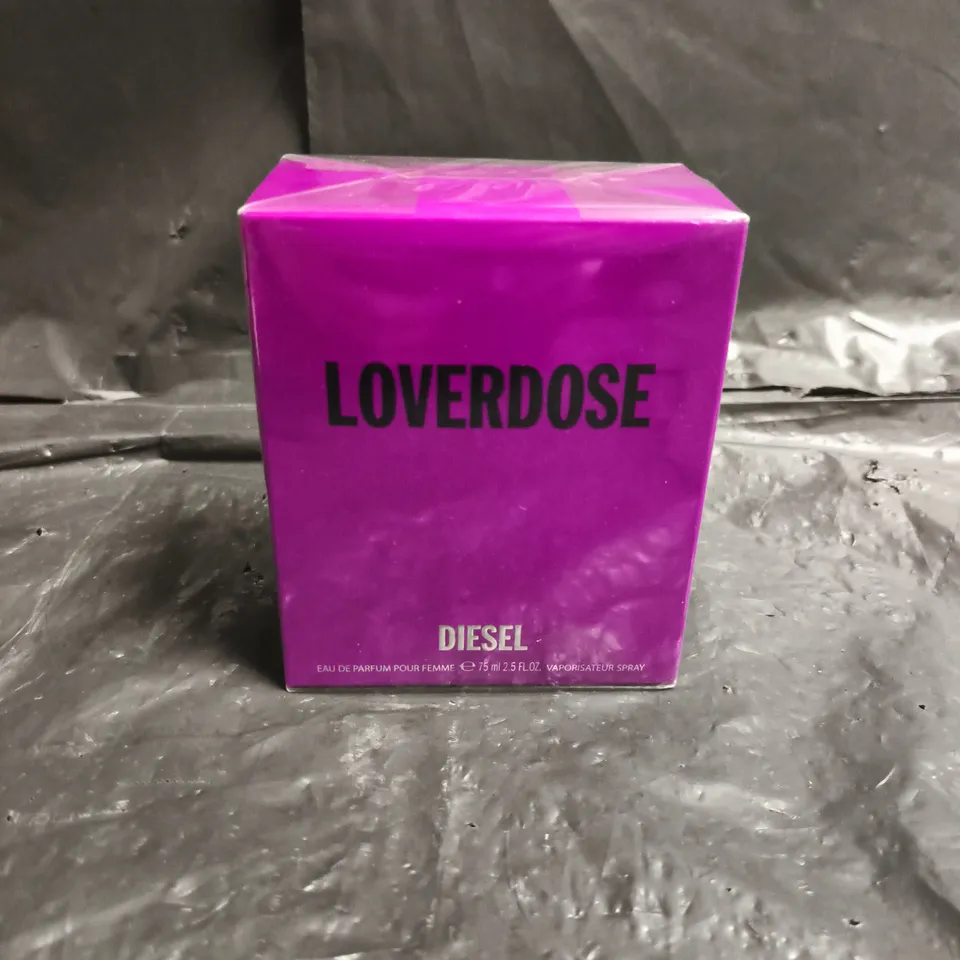 LOVERDOSE
DIESEL
EAU DE PARFUM POUR FEMME ℮ 75 ml 2.5 FL.OZ. VAPORISATEUR SPRAY